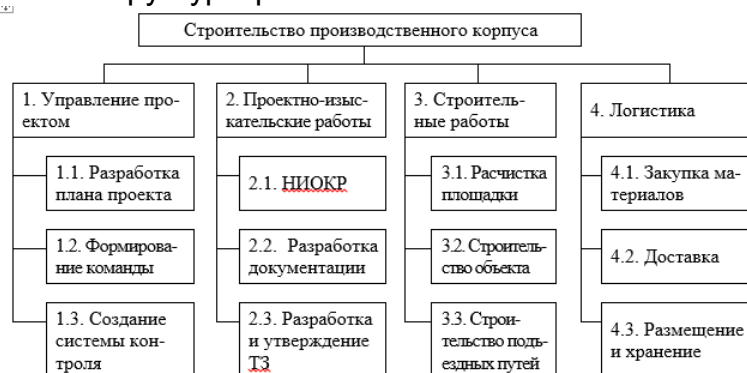 Строительство производственного корпуса
1. Управление про-
ектом
1.1. Разработка
плана проекта
1.2. Формирова-
ние команды
1.3. Создание
системы кон-
троля
2. Проектно-изыс-
кательские работы
2.1. НИОКР
2.2. Разработка
документации
2.3. Разработка
и утверждение
ТЗ
3. Строитель-
ные работы
3.1. Расчистка
площадки
3.2. Строитель-
ство объекта
3.3. Строи-
тельство подъ-
ездных путей
4. Логистика
4.1. Закупка ма-
териалов
4.2. Доставка
4.3. Размещение
и хранение